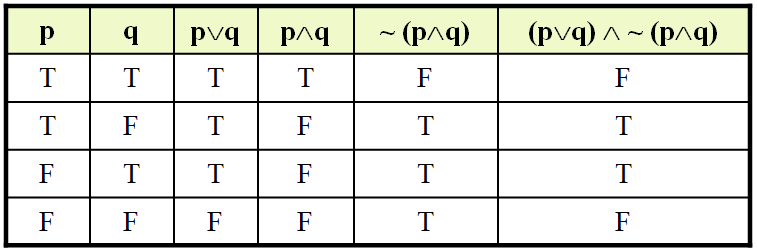 p q p∨q p∧q ~ (p∧q) (p∨q) ∧ ~ (p∧q)
T T T T F F
T F T F T T
F T T F T T
F F F F T F